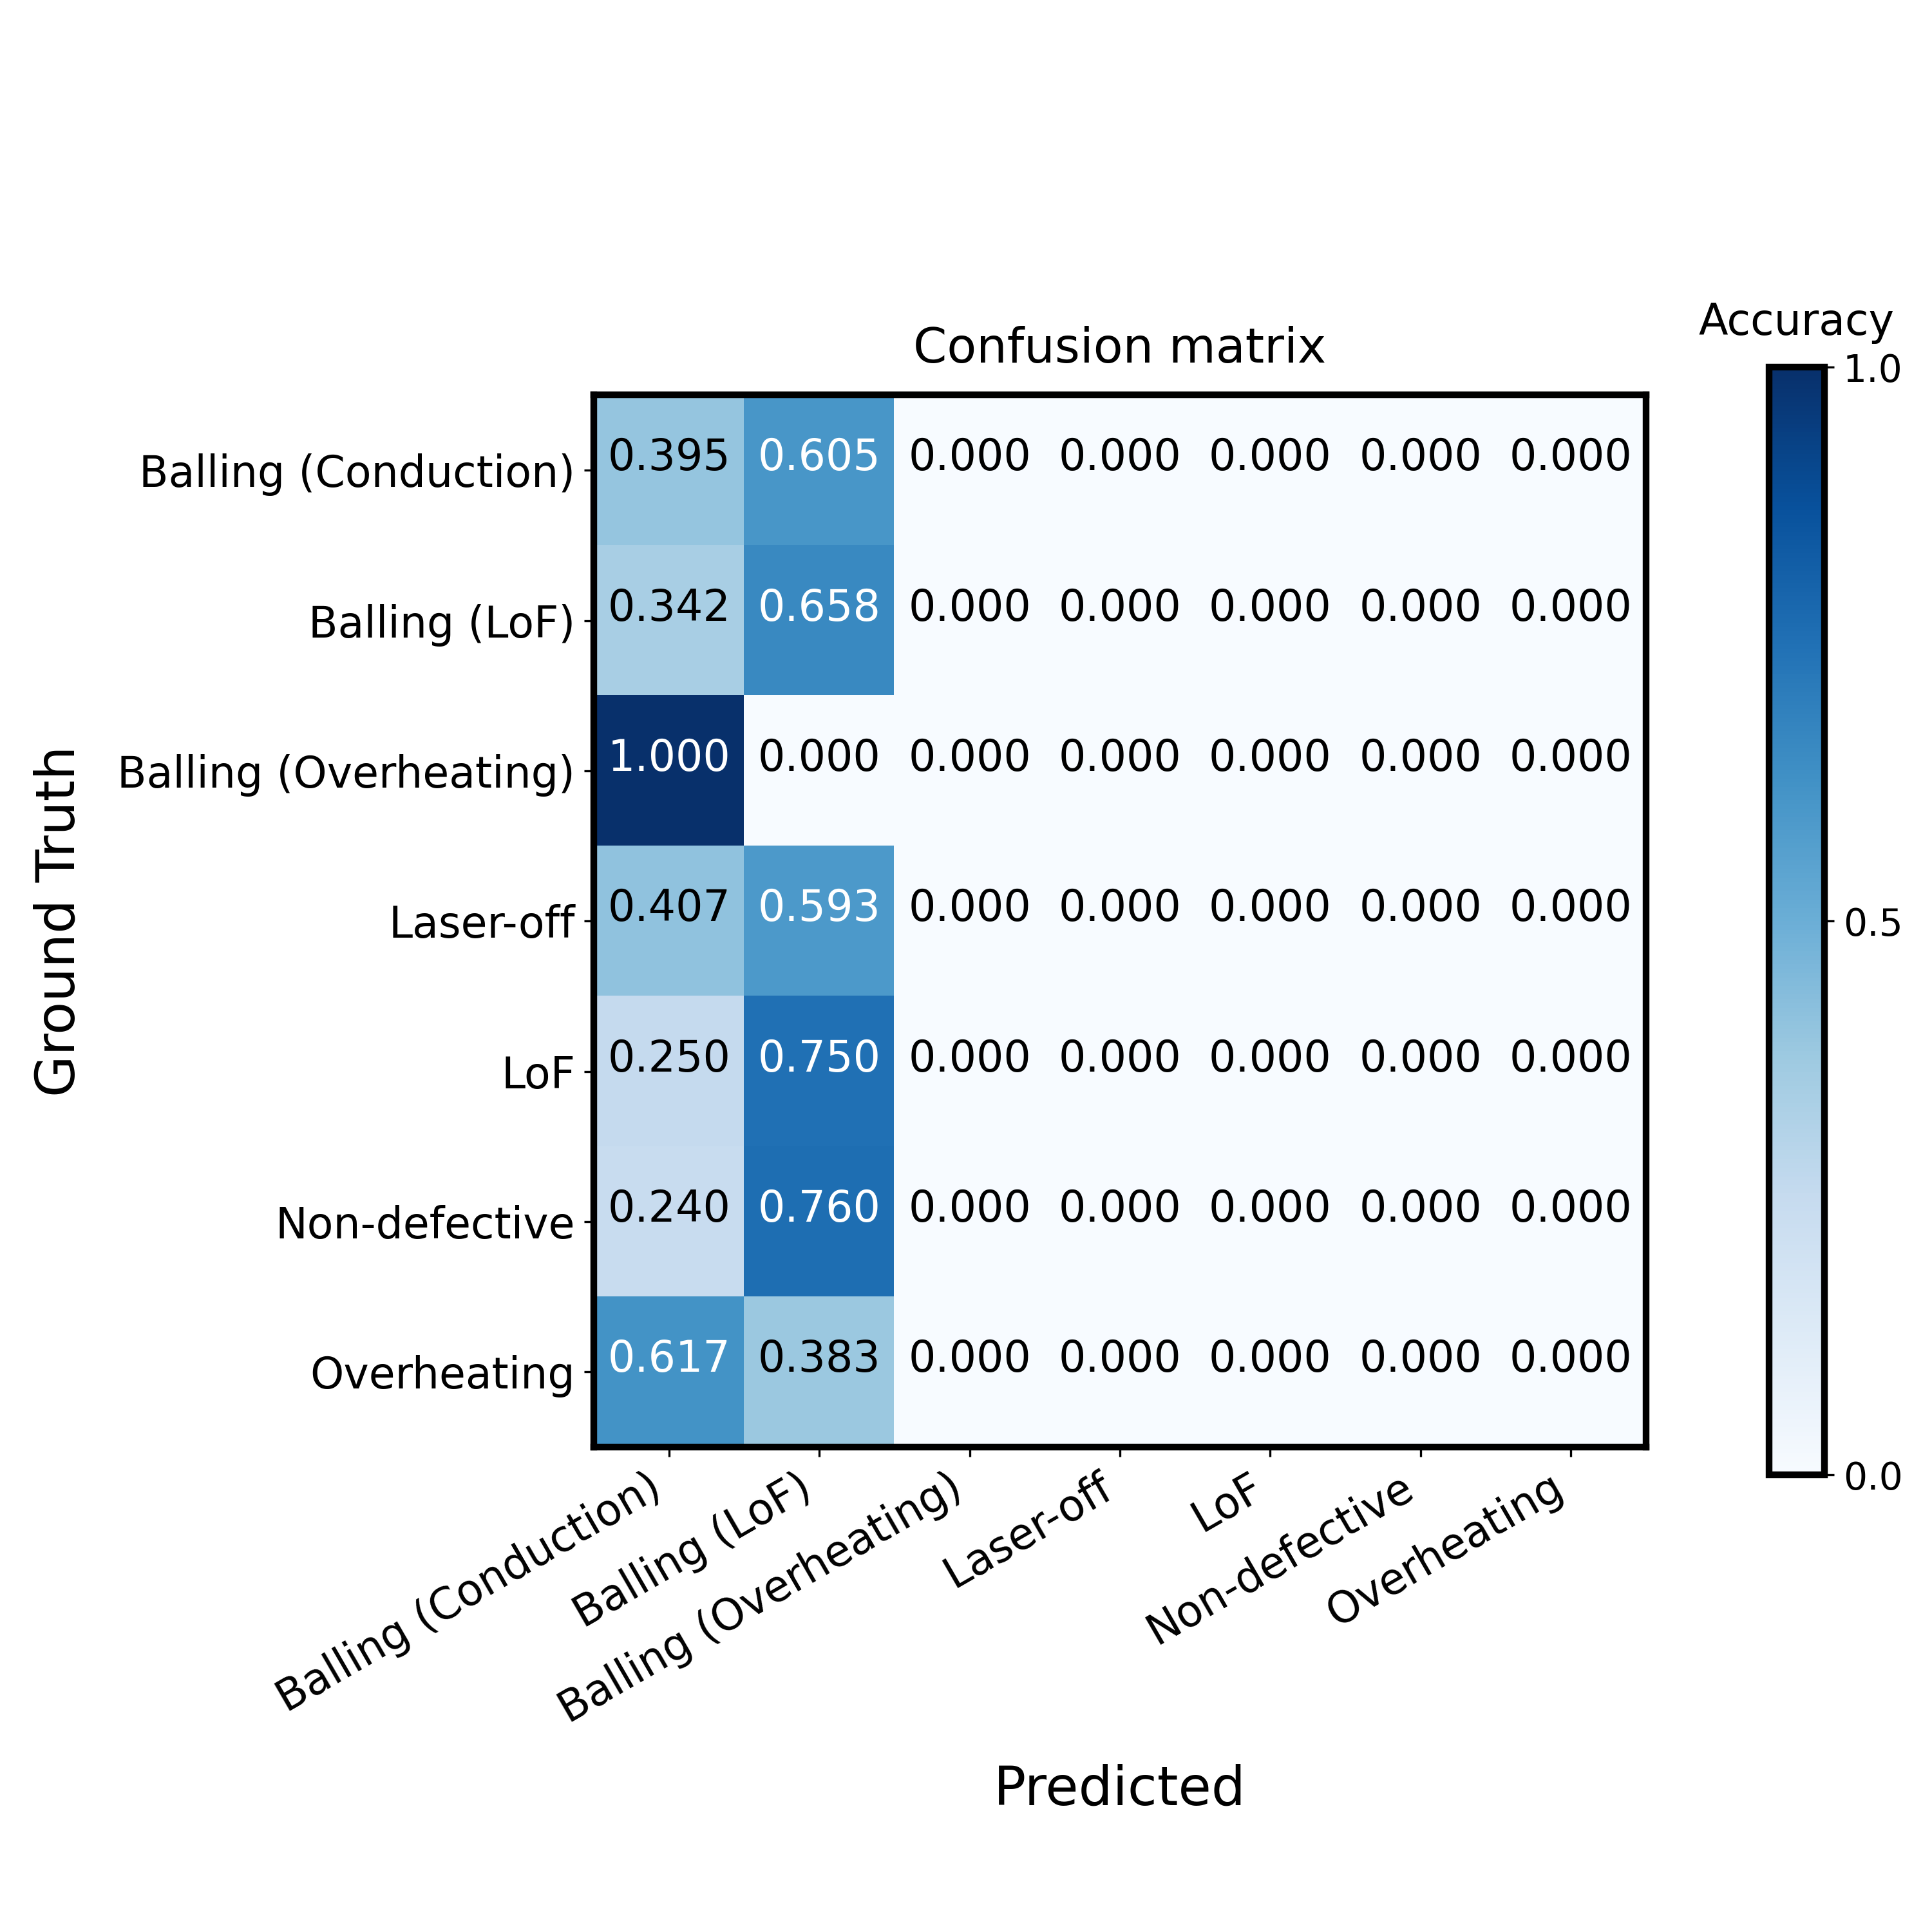 Accuracy
Confusion matrix
1.0
0.5
0.0
Ground Truth
Balling (Conduction) 0.395 0.605 0.000 0.000 0.000 0.000 0.000
Balling (LoF) 0.342 0.658 0.000 0.000 0.000 0.000 0.000
Balling (Overheating) 1.000 0.000 0.000 0.000 0.000 0.000 0.000
Laser-off 0.407 0.593 0.000 0.000 0.000 0.000 0.000
LoF 0.250 0.750 0.000 0.000 0.000 0.000 0.000
Non-defective 0.240 0.760 0.000 0.000 0.000 0.000 0.000
Overheating 0.617 0.383 0.000 0.000 0.000 0.000 0.000
Balling (Conduction)
Balling (LoF)
Balling (Overheating)
Laser-off
LoF
Non-defective
Overheating
Predicted